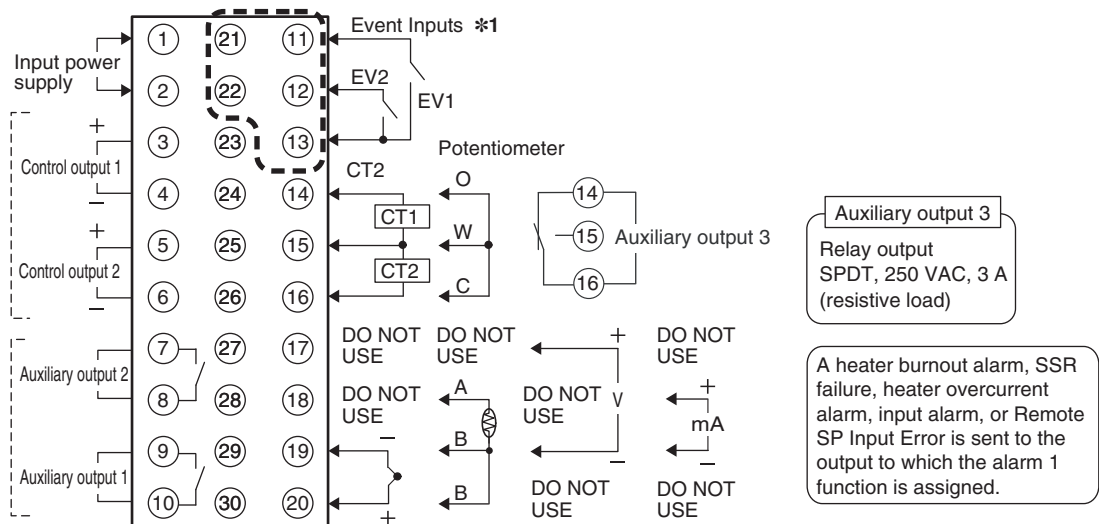 Event Inputs *1
1 21 11
Input power
supply
EV2
2 22 12
EV1
+
3 23 13
Potentiometer
Control output 1
CT2
O
4 24 14
14
−
CT1
Auxiliary output 3
+
5 25 15
W
15 Auxiliary output 3
Relay output
SPDT, 250 VAC, 3 A
(resistive load)
Control output 2
CT2
6 26 16
C
16
−
7 27 17
DO NOT
USE
DO NOT
USE
+
DO NOT
USE
Auxiliary output 2
8 28 18
DO NOT
USE
A
DO NOT
USE
V
+
mA
−
9 29 19
−
B
−
Auxiliary output 1
10 30 20
+
B
DO NOT
USE
DO NOT
USE
A heater burnout alarm, SSR
failure, heater overcurrent
alarm, input alarm, or Remote
SP Input Error is sent to the
output to which the alarm 1
function is assigned.